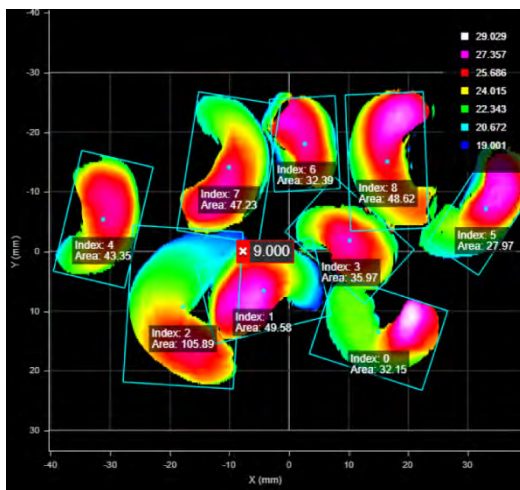 -40
-30
-20
-10
0
10
20
30
Y (mm)
-40 -30 -20 -10 0 10 20 30
X (mm)
29.029
27.357
25.686
24.015
22.343
20.672
19.001
Index: 6
Area: 32.39
Index: 7
Area: 47.23
Index: 8
Area: 48.62
Index: 4
Area: 43.35
Index: 5
Area: 27.97
9.000
Index: 3
Area: 35.97
Index: 1
Area: 49.58
Index: 2
Area: 105.89
Index: 0
Area: 32.15